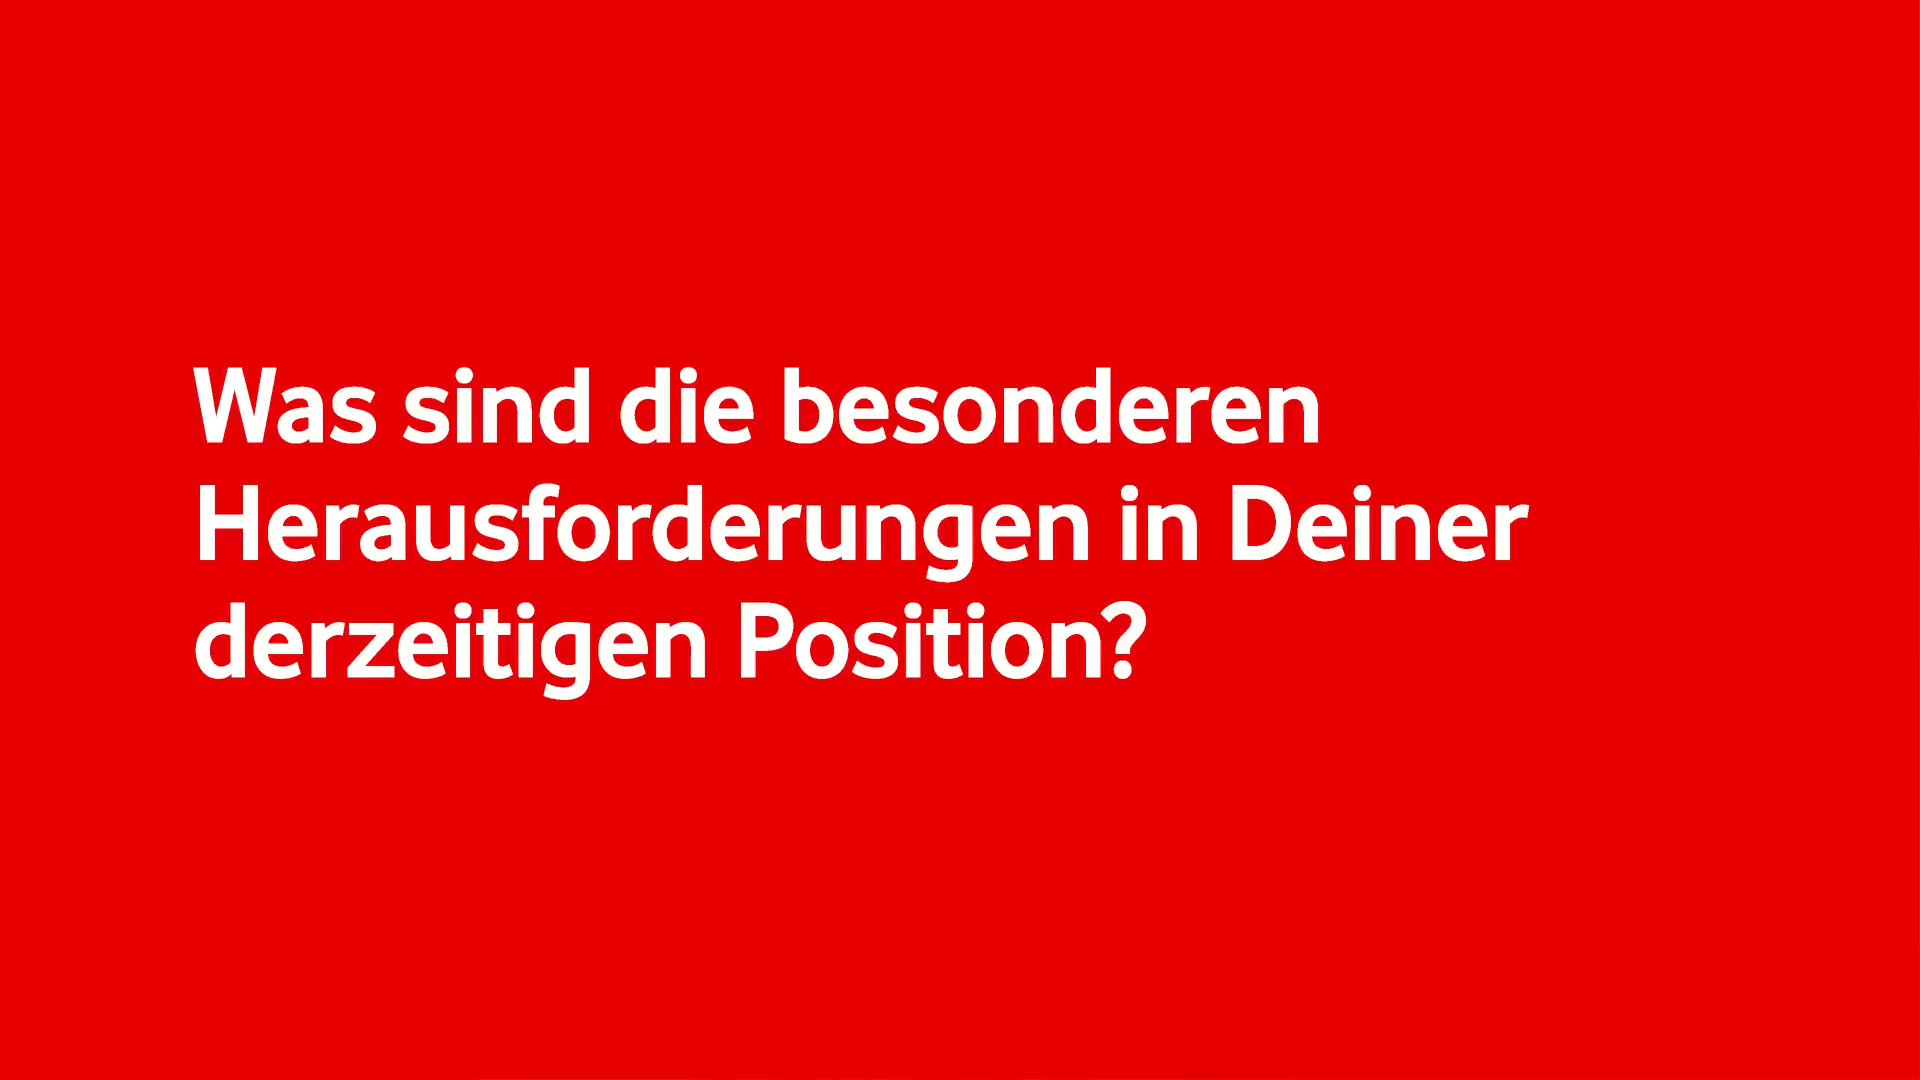 Was sind die besonderen
Herausforderungen in Deiner
derzeitigen Position?